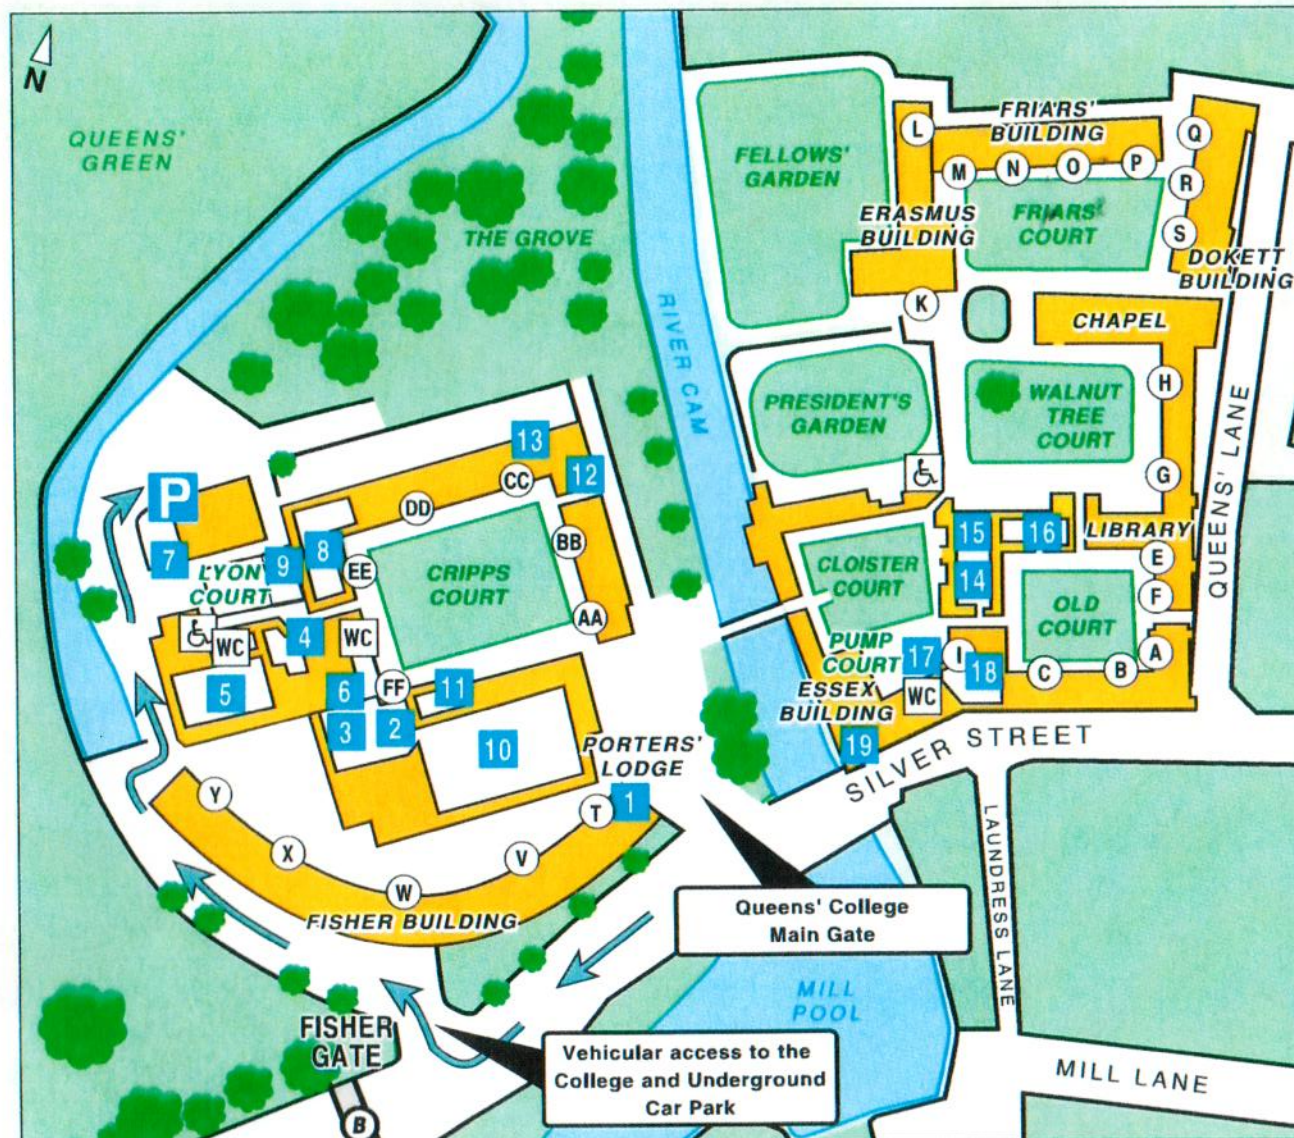 N
QUEENS'
GREEN
THE GROVE
RIVER CAM
FELLOWS'
GARDEN
FRIARS'
BUILDING
L
M
N
O
P
Q
R
S
ERASMUS
BUILDING
FRIARS'
COURT
DOKETT
BUILDING
K
CHAPEL
PRESIDENT'S
GARDEN
WALNUT
TREE
COURT
H
G
QUEENS' LANE
13
12
CC
DD
P
7
9
8
EE
BB
AA
LYON
COURT
CRIPPS
COURT
WC
4
WC
5
6
FF
11
3
2
10
15
16
14
LIBRARY
E
F
CLOISTER
COURT
OLD
COURT
PUMP
COURT
17
I
18
C
B
A
WC
ESSEX
BUILDING
19
SILVER STREET
PORTERS'
LODGE
1
T
Y
X
W
V
FISHER BUILDING
Queens' College
Main Gate
LAUNDRESS LANE
MILL
POOL
FISHER
GATE
Vehicular access to the
College and Underground
Car Park
MILL LANE
B